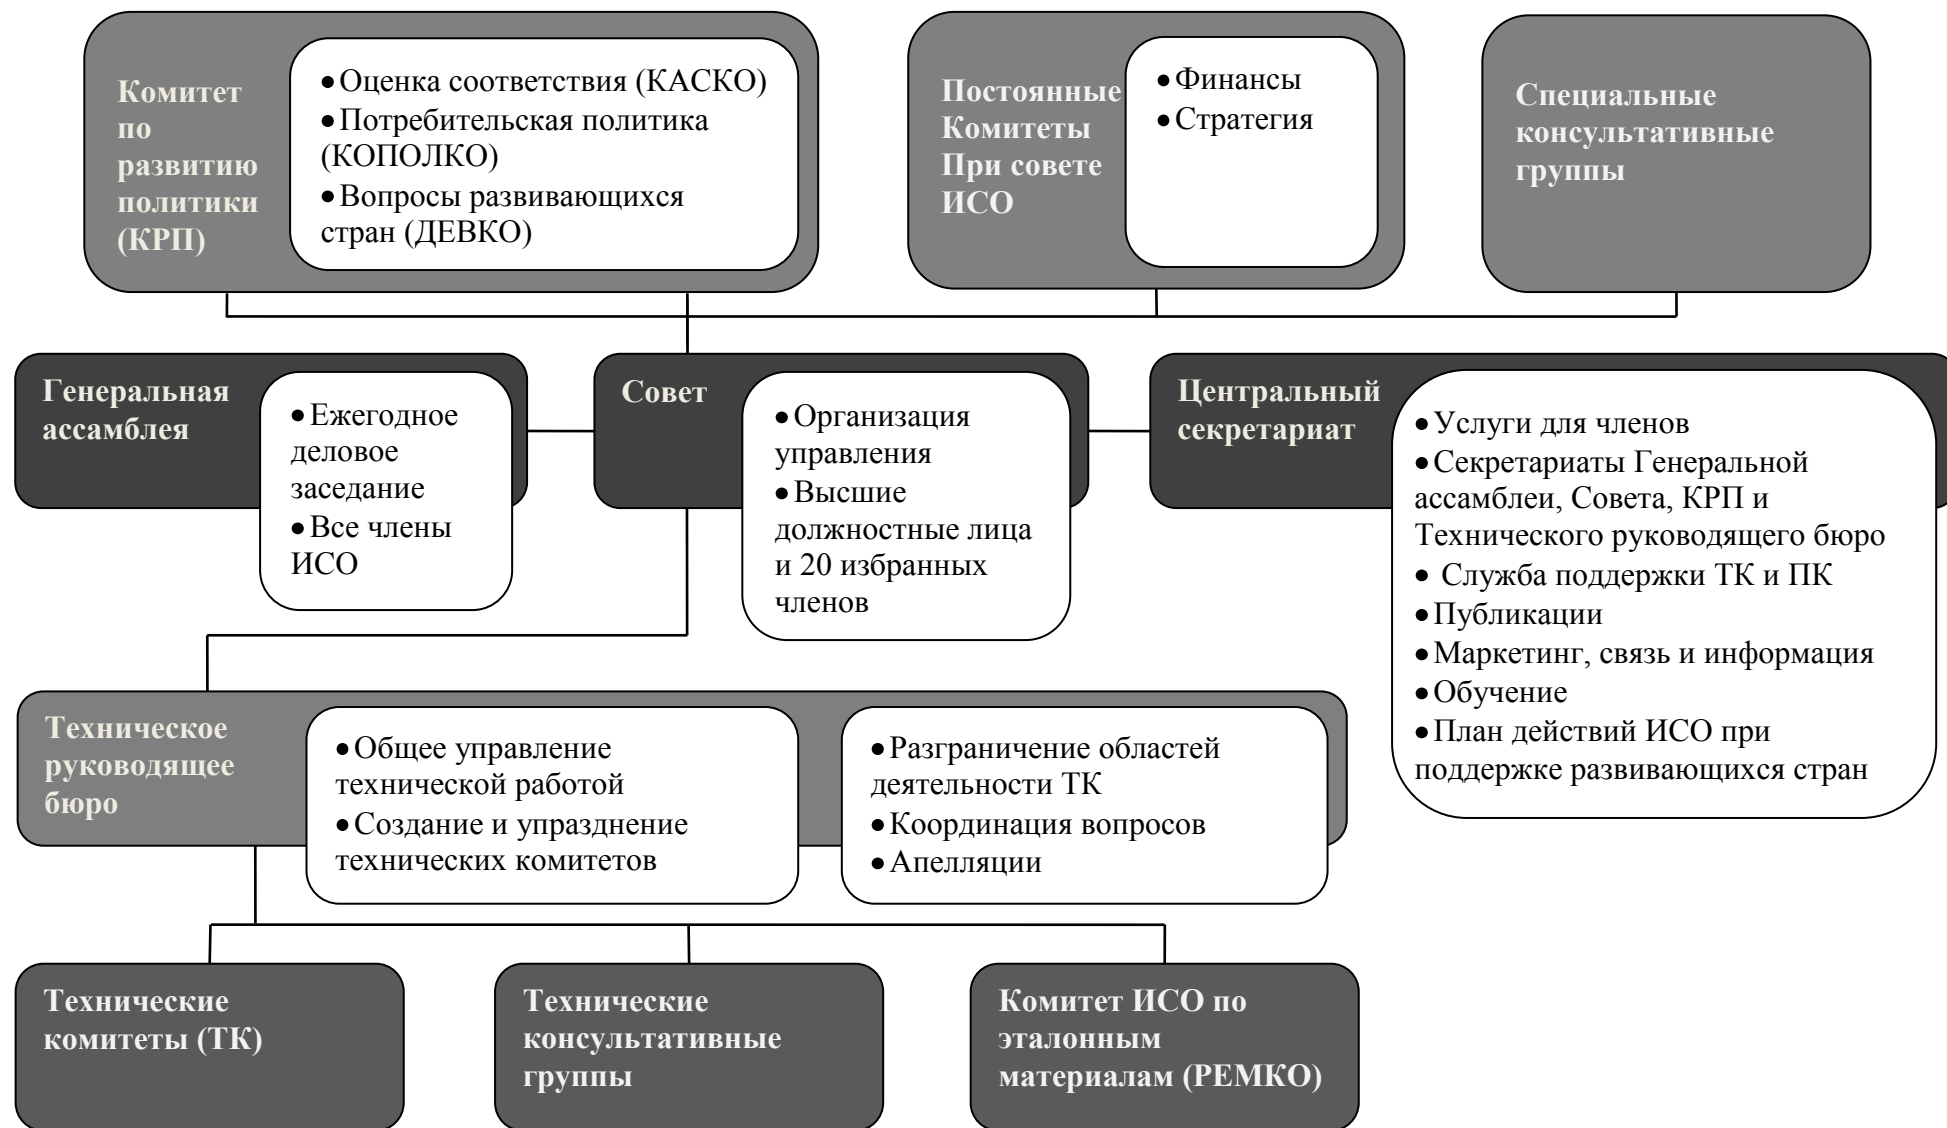 Комитет
по
развитию
политики
(КРП)
•Оценка соответствия (КАСКО)
•Потребительская политика
(КОПОЛКО)
•Вопросы развивающихся
стран (ДЕВКО)
Постоянные
Комитеты
При совете
ИСО
•Финансы
•Стратегия
Специальные
консультативные
группы
Генеральная
ассамблея
•Ежегодное
деловое
заседание
•Все члены
ИСО
Совет
•Организация
управления
•Высшие
должностные лица
и 20 избранных
членов
Центральный
секретариат
•Услуги для членов
•Секретариаты Генеральной
ассамблеи, Совета, КРП и
Технического руководящего бюро
• Служба поддержки ТК и ПК
•Публикации
•Маркетинг, связь и информация
•Обучение
•План действий ИСО при
поддержке развивающихся стран
Техническое
руководящее
бюро
•Общее управление
технической работой
•Создание и упразднение
технических комитетов
•Разграничение областей
деятельности ТК
•Координация вопросов
•Апелляции
Технические
комитеты (ТК)
Технические
консультативные
группы
Комитет ИСО по
эталонным
материалам (РЕМКО)